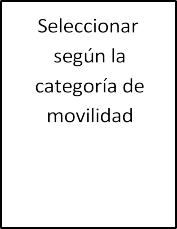 Seleccionar
según la
categoría de
movilidad